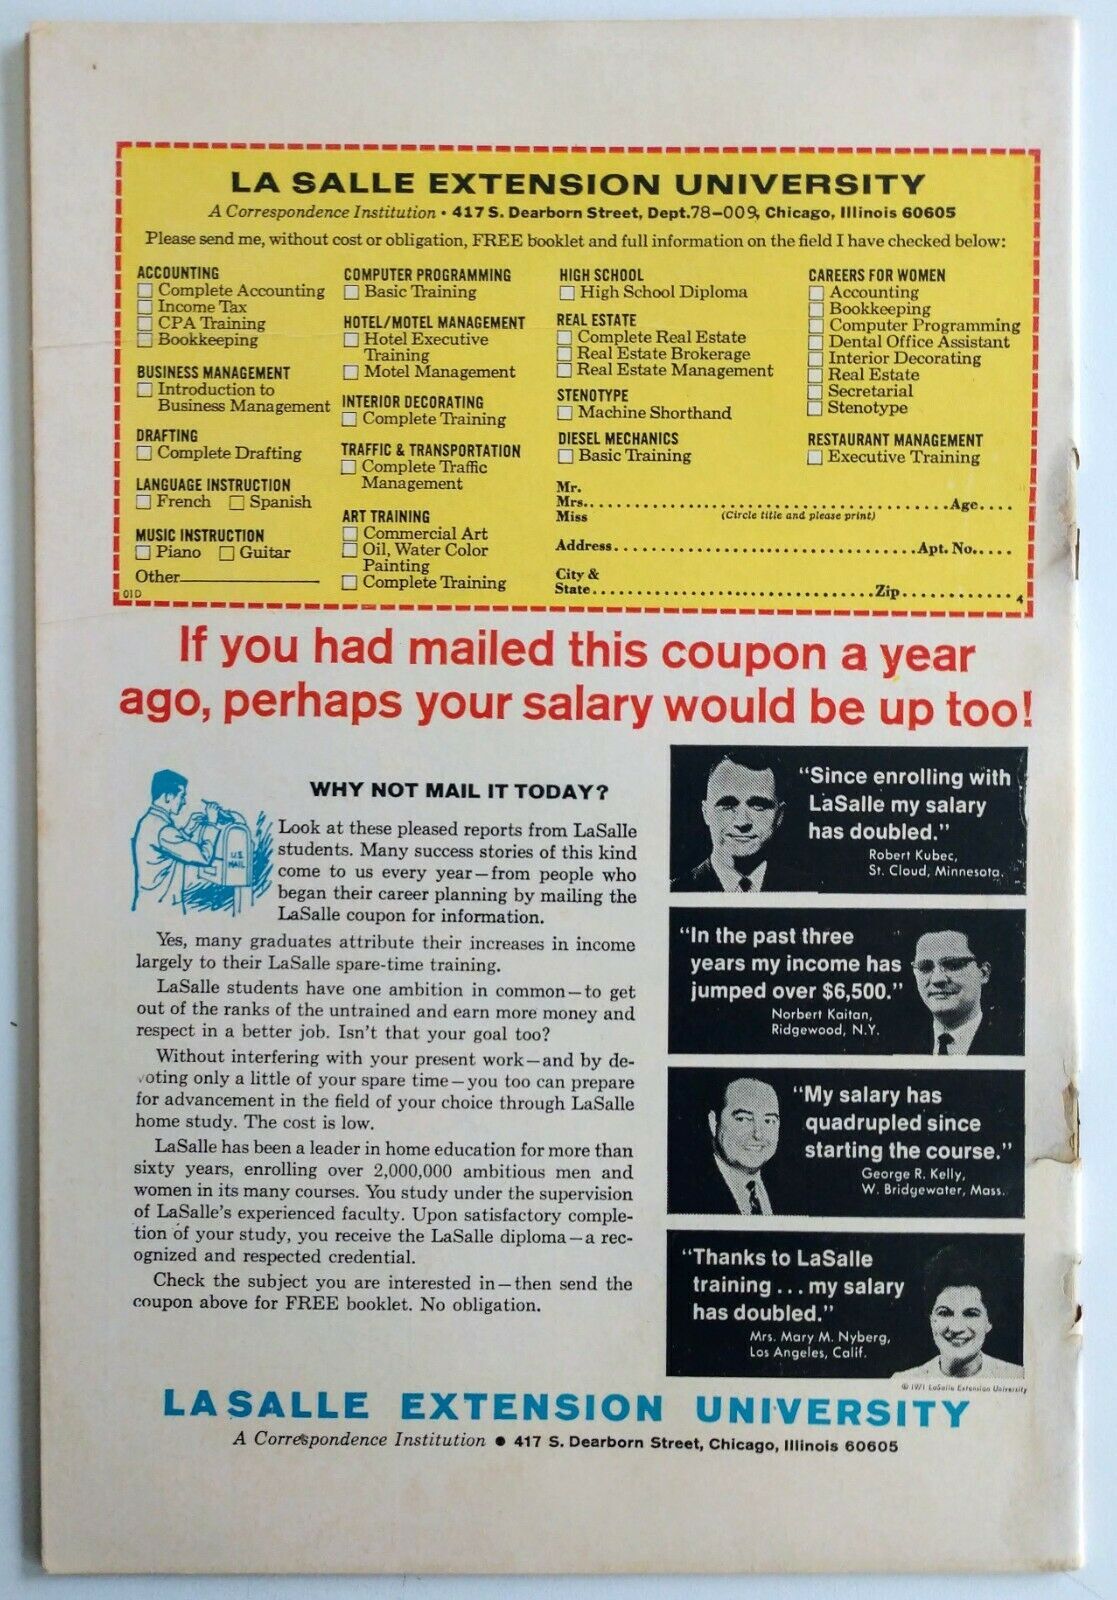 LA SALLE EXTENSION UNIVERSITY
A Correspondence Institution • 417 S. Dearborn Street, Dept. 78-009, Chicago, Illinois 60605
Please send me, without cost or obligation, FREE booklet and full information on the field I have checked below:
ACCOUNTING
Complete Accounting
Income Tax
CPA Training
Bookkeeping
BUSINESS MANAGEMENT
Introduction to
Business Management
DRAFTING
Complete Drafting
LANGUAGE INSTRUCTION
French Spanish
MUSIC INSTRUCTION
Piano Guitar
Other
01D
COMPUTER PROGRAMMING
Basic Training
HOTEL/MOTEL MANAGEMENT
Hotel Executive
Training
Motel Management
INTERIOR DECORATING
Complete Training
TRAFFIC & TRANSPORTATION
Complete Traffic
Management
ART TRAINING
Commercial Art
Oil, Water Color
Painting
Complete Training
HIGH SCHOOL
High School Diploma
REAL ESTATE
Complete Real Estate
Real Estate Brokerage
Real Estate Management
STENOTYPE
Machine Shorthand
DIESEL MECHANICS
Basic Training
CAREERS FOR WOMEN
Accounting
Bookkeeping
Computer Programming
Dental Office Assistant
Interior Decorating
Real Estate
Secretarial
Stenotype
RESTAURANT MANAGEMENT
Executive Training
Mr.
Mrs. Age
Miss (Circle title and please print)
Address Apt. No.
City &
State Zip
4
If you had mailed this coupon a year
ago, perhaps your salary would be up too!
WHY NOT MAIL IT TODAY?
U.S.
MAIL
Look at these pleased reports from LaSalle
students. Many success stories of this kind
come to us every year—from people who
began their career planning by mailing the
LaSalle coupon for information.
Yes, many graduates attribute their increases in income
largely to their LaSalle spare-time training.
LaSalle students have one ambition in common—to get
out of the ranks of the untrained and earn more money and
respect in a better job. Isn't that your goal too?
Without interfering with your present work—and by de-
voting only a little of your spare time—you too can prepare
for advancement in the field of your choice through LaSalle
home study. The cost is low.
LaSalle has been a leader in home education for more than
sixty years, enrolling over 2,000,000 ambitious men and
women in its many courses. You study under the supervision
of LaSalle's experienced faculty. Upon satisfactory comple-
tion of your study, you receive the LaSalle diploma—a rec-
ognized and respected credential.
Check the subject you are interested in—then send the
coupon above for FREE booklet. No obligation.
"Since enrolling with
LaSalle my salary
has doubled."
Robert Kubec,
St. Cloud, Minnesota.
"In the past three
years my income has
jumped over $6,500."
Norbert Kaitan,
Ridgewood, N.Y.
"My salary has
quadrupled since
starting the course."
George R. Kelly,
W. Bridgewater, Mass.
"Thanks to LaSalle
training...my salary
has doubled."
Mrs. Mary M. Nyberg,
Los Angeles, Calif.
© 1971 LaSalle Extension University
LA SALLE EXTENSION UNIVERSITY
A Correspondence Institution • 417 S. Dearborn Street, Chicago, Illinois 60605